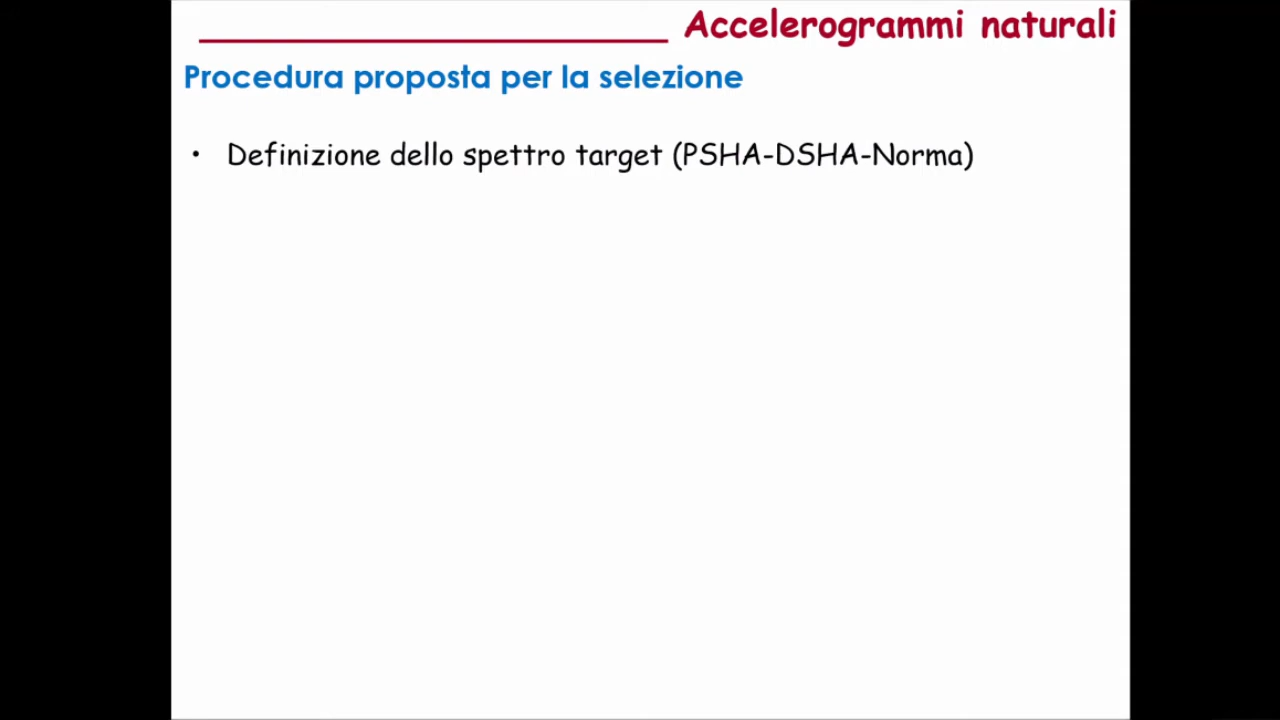 Accelerogrammi naturali
Procedura proposta per la selezione
• Definizione dello spettro target (PSHA-DSHA-Norma)